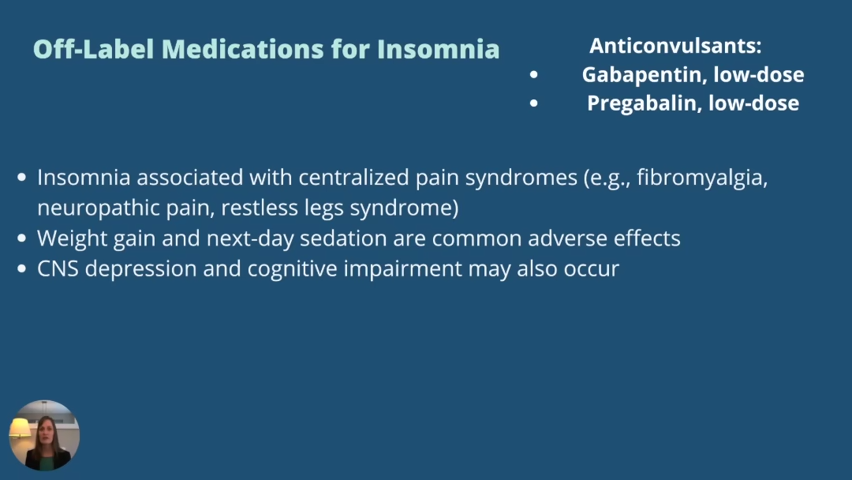 Off-Label Medications for Insomnia
Anticonvulsants:
• Gabapentin, low-dose
• Pregabalin, low-dose
• Insomnia associated with centralized pain syndromes (e.g., fibromyalgia,
neuropathic pain, restless legs syndrome)
• Weight gain and next-day sedation are common adverse effects
• CNS depression and cognitive impairment may also occur